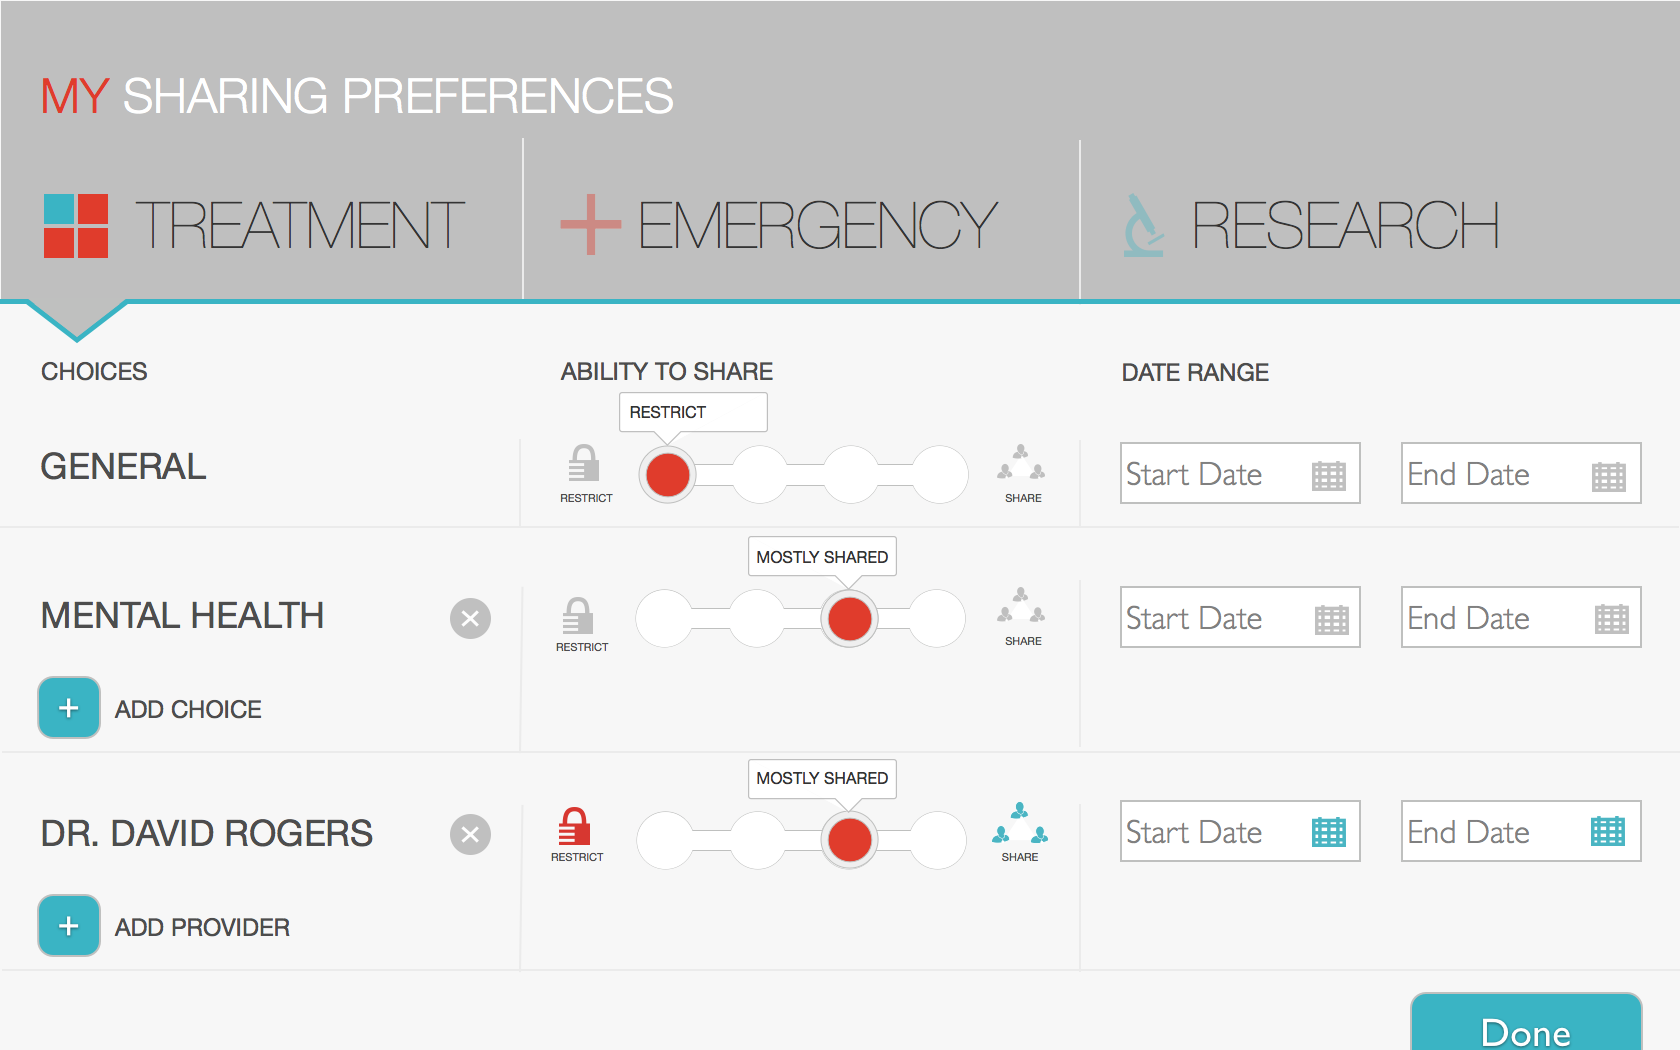 MY SHARING PREFERENCES
TREATMENT
EMERGENCY
RESEARCH
CHOICES
ABILITY TO SHARE
DATE RANGE
RESTRICT
GENERAL
RESTRICT
SHARE
Start Date
End Date
MOSTLY SHARED
MENTAL HEALTH
RESTRICT
SHARE
Start Date
End Date
ADD CHOICE
MOSTLY SHARED
DR. DAVID ROGERS
RESTRICT
SHARE
Start Date
End Date
ADD PROVIDER
Done